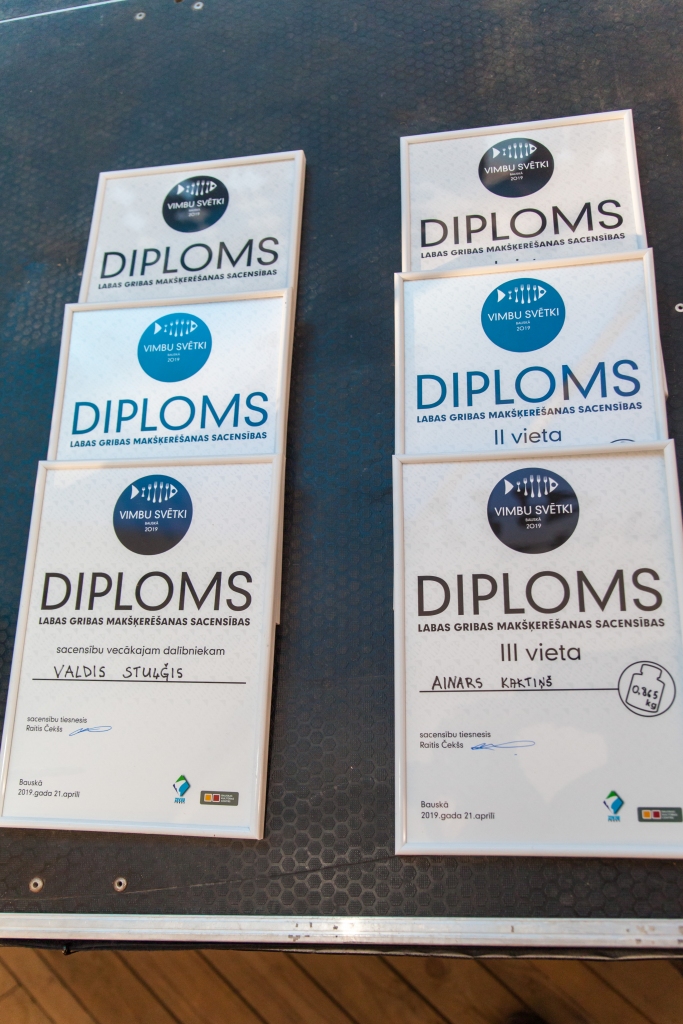 VIMBU SVĒTKI
BAUSKĀ
2019
DIPLOMS
LABAS GRIBAS MAKŠĶERĒŠANAS SACENSĪBAS
VIMBU SVĒTKI
BAUSKĀ
2019
DIPLOMS
LABAS GRIBAS MAKŠĶERĒŠANAS SACENSĪBAS
VIMBU SVĒTKI
BAUSKĀ
2019
DIPLOMS
LABAS GRIBAS MAKŠĶERĒŠANAS SACENSĪBAS
sacensību vecākajam dalībniekam
VALDIS STUĻĢIS
sacensību tiesnesis
Raitis Čekšs
Bauskā
2019.gada 21.aprīlī
VIMBU SVĒTKI
BAUSKĀ
2019
DIPLOMS
LABAS GRIBAS MAKŠĶERĒŠANAS SACENSĪBAS
VIMBU SVĒTKI
BAUSKĀ
2019
DIPLOMS
LABAS GRIBAS MAKŠĶERĒŠANAS SACENSĪBAS
II vieta
VIMBU SVĒTKI
BAUSKĀ
2019
DIPLOMS
LABAS GRIBAS MAKŠĶERĒŠANAS SACENSĪBAS
III vieta
AINARS KAKTIŅŠ
0.865
kg
sacensību tiesnesis
Raitis Čekšs
Bauskā
2019.gada 21.aprīlī